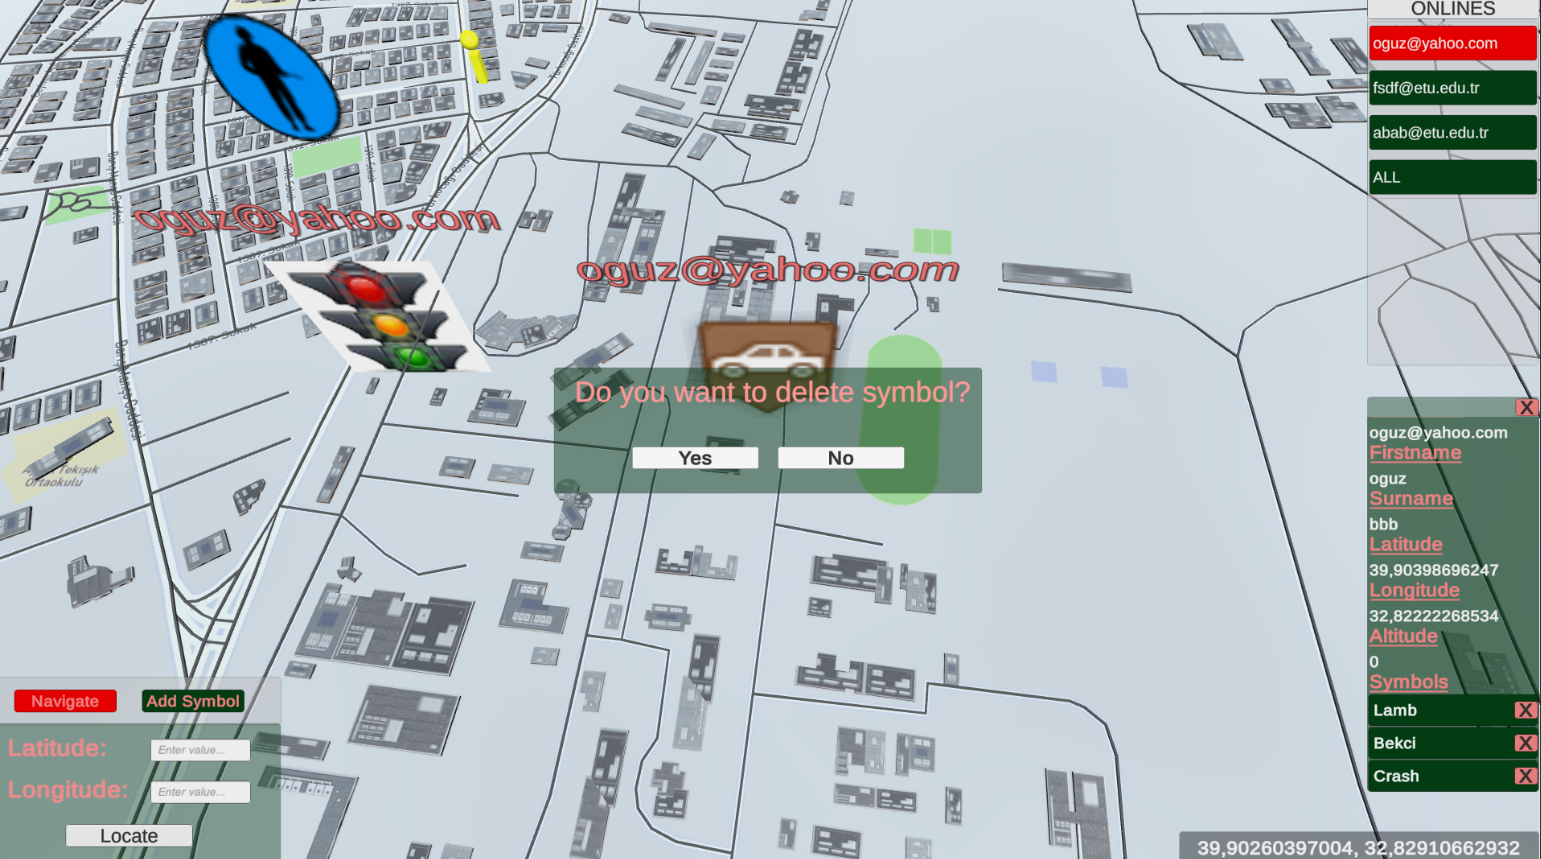 ONLINES
oguz@yahoo.com
fsdf@etu.edu.tr
abab@etu.edu.tr
ALL
oguz@yahoo.com
oguz@yahoo.com
1307. Sokak
Ortaokulu
Do you want to delete symbol?
Yes
No
X
oguz@yahoo.com
Firstname
oguz
Surname
bbb
Latitude
39,90398696247
Longitude
32,82222268534
Altitude
0
Symbols
Lamb X
Bekci X
Crash X
Navigate
Add Symbol
Latitude: Enter value...
Longitude: Enter value...
Locate
39,90260397004, 32,82910662932